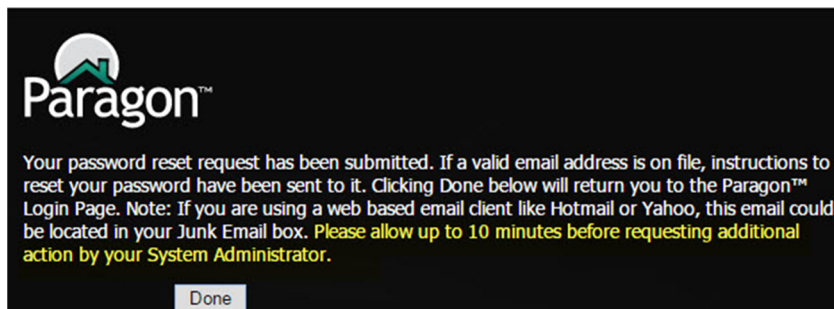 Paragon™
Your password reset request has been submitted. If a valid email address is on file, instructions to
reset your password have been sent to it. Clicking Done below will return you to the Paragon™
Login Page. Note: If you are using a web based email client like Hotmail or Yahoo, this email could
be located in your Junk Email box. Please allow up to 10 minutes before requesting additional
action by your System Administrator.
Done